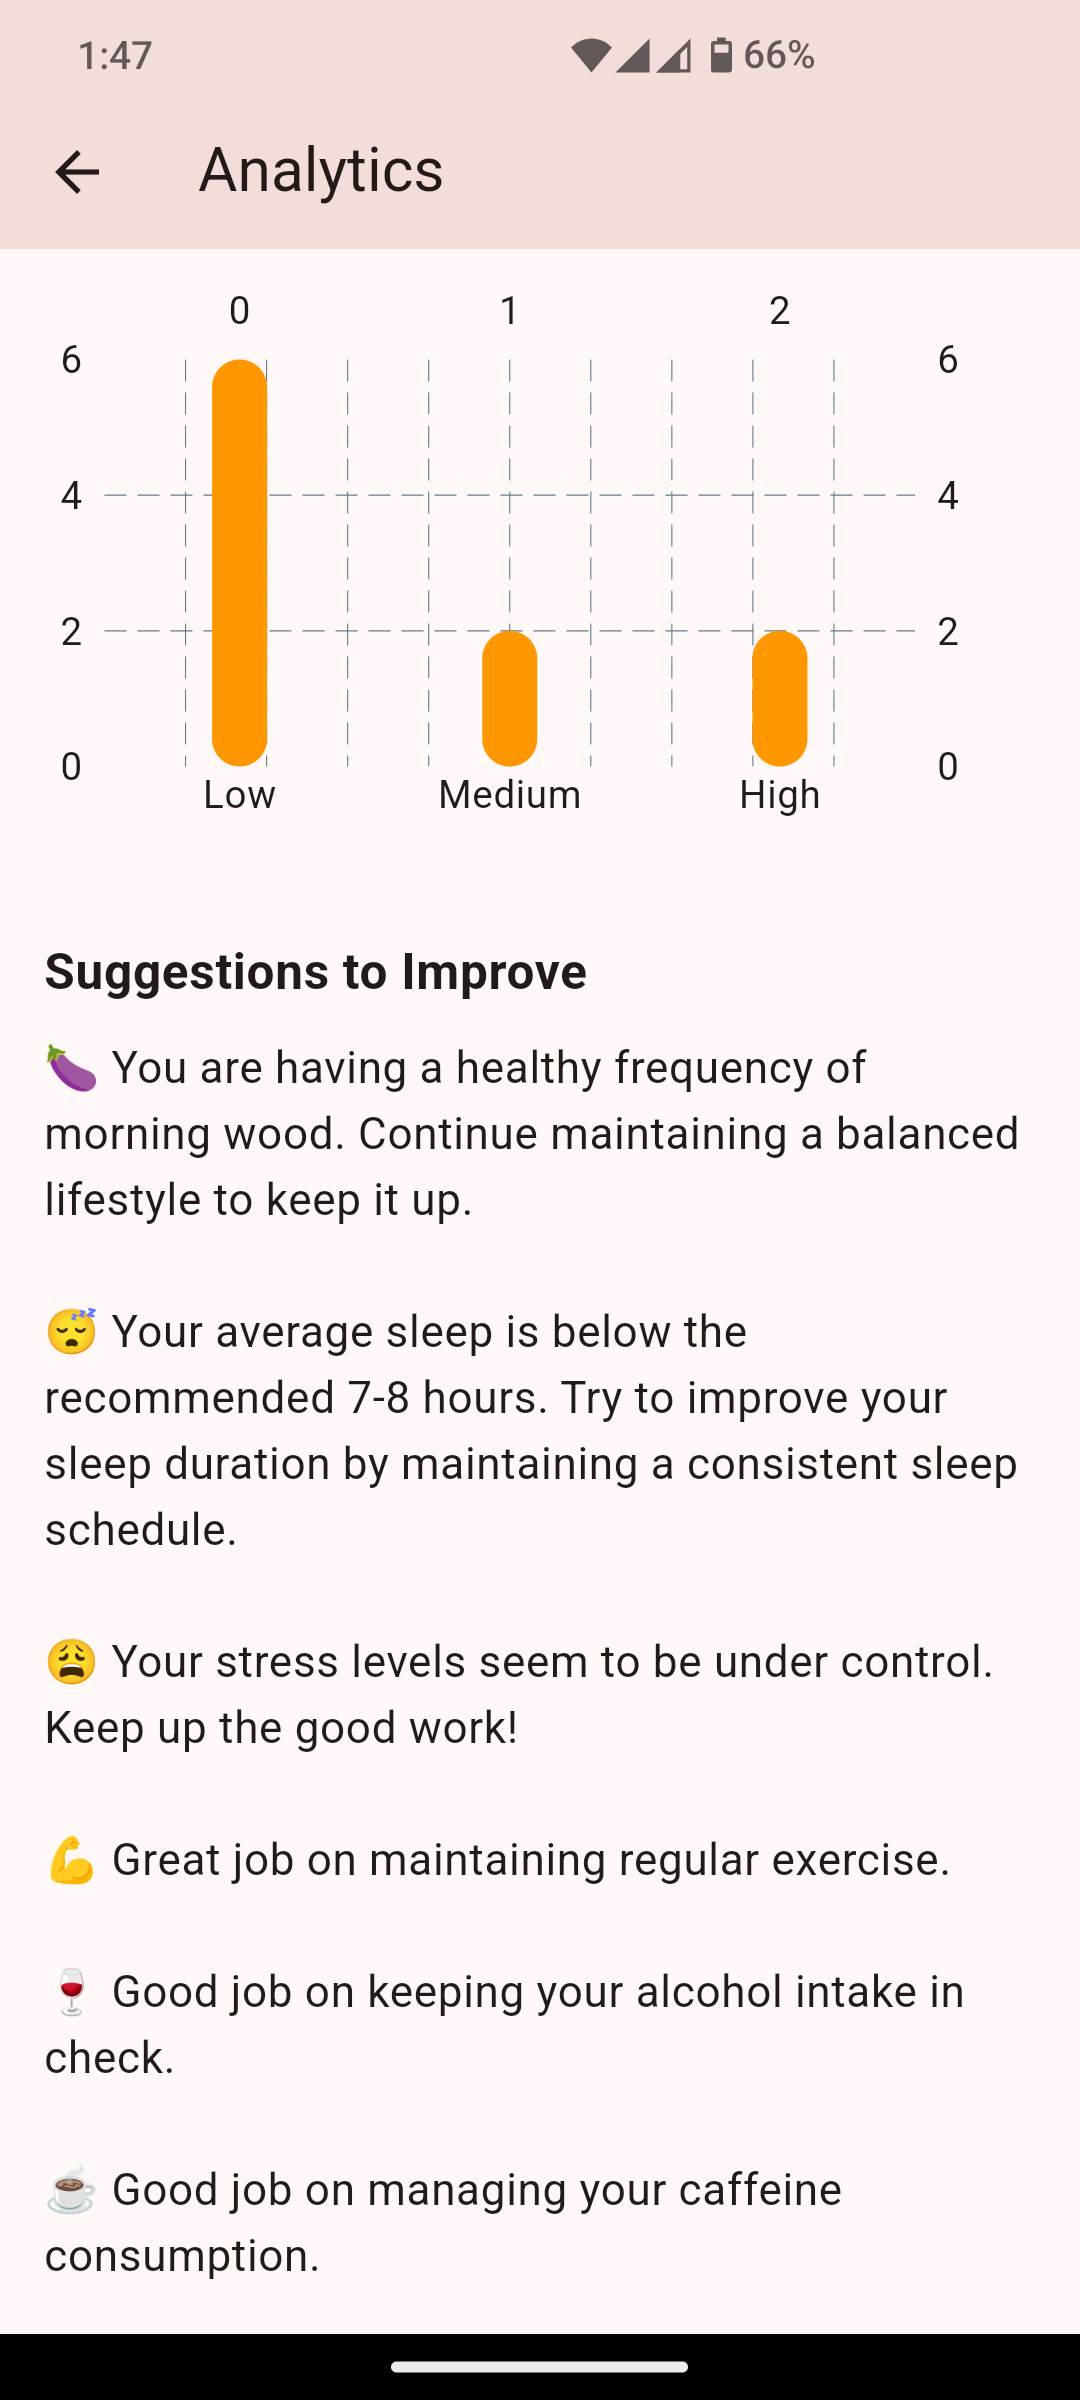 1:47 66%
Analytics
0 1 2
6 6
4 4
2 2
0 0
Low Medium High
Suggestions to Improve
🍆 You are having a healthy frequency of
morning wood. Continue maintaining a balanced
lifestyle to keep it up.
😴 Your average sleep is below the
recommended 7-8 hours. Try to improve your
sleep duration by maintaining a consistent sleep
schedule.
😩 Your stress levels seem to be under control.
Keep up the good work!
💪 Great job on maintaining regular exercise.
🍷 Good job on keeping your alcohol intake in
check.
☕ Good job on managing your caffeine
consumption.